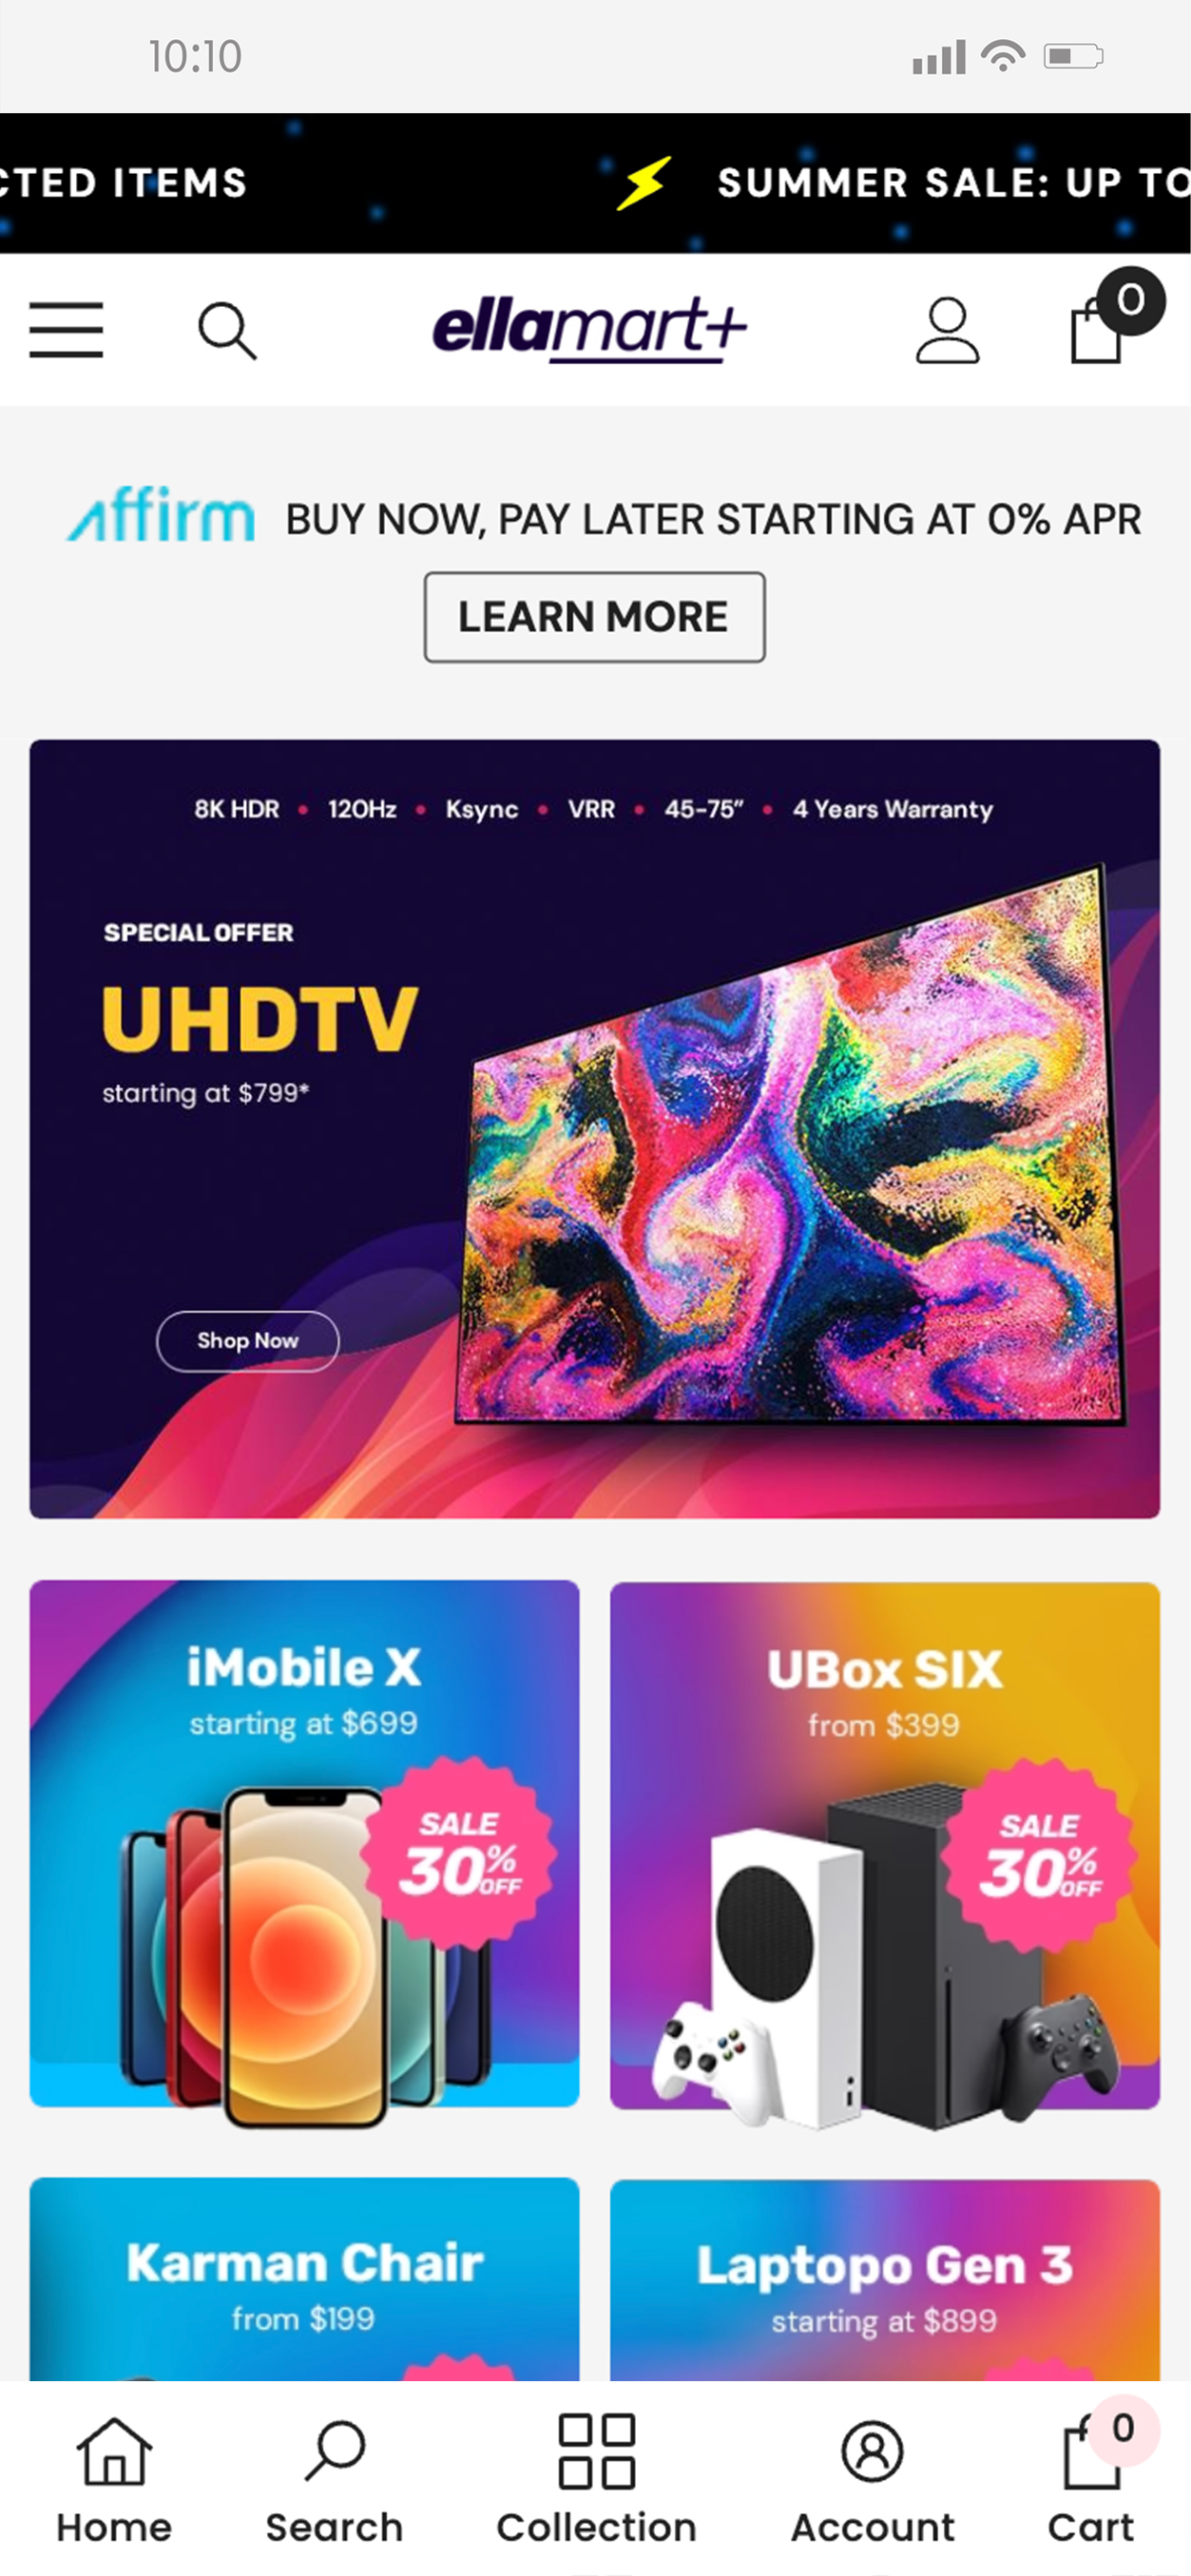 10:10
CTED ITEMS ⚡ SUMMER SALE: UP TO
ellamart+
0
affirm BUY NOW, PAY LATER STARTING AT 0% APR
LEARN MORE
8K HDR • 120Hz • Ksync • VRR • 45-75” • 4 Years Warranty
SPECIAL OFFER
UHDTV
starting at $799*
Shop Now
iMobile X
starting at $699
SALE
30%
OFF
UBox SIX
from $399
SALE
30%
OFF
Karman Chair
from $199
Laptopo Gen 3
starting at $899
0
Home Search Collection Account Cart